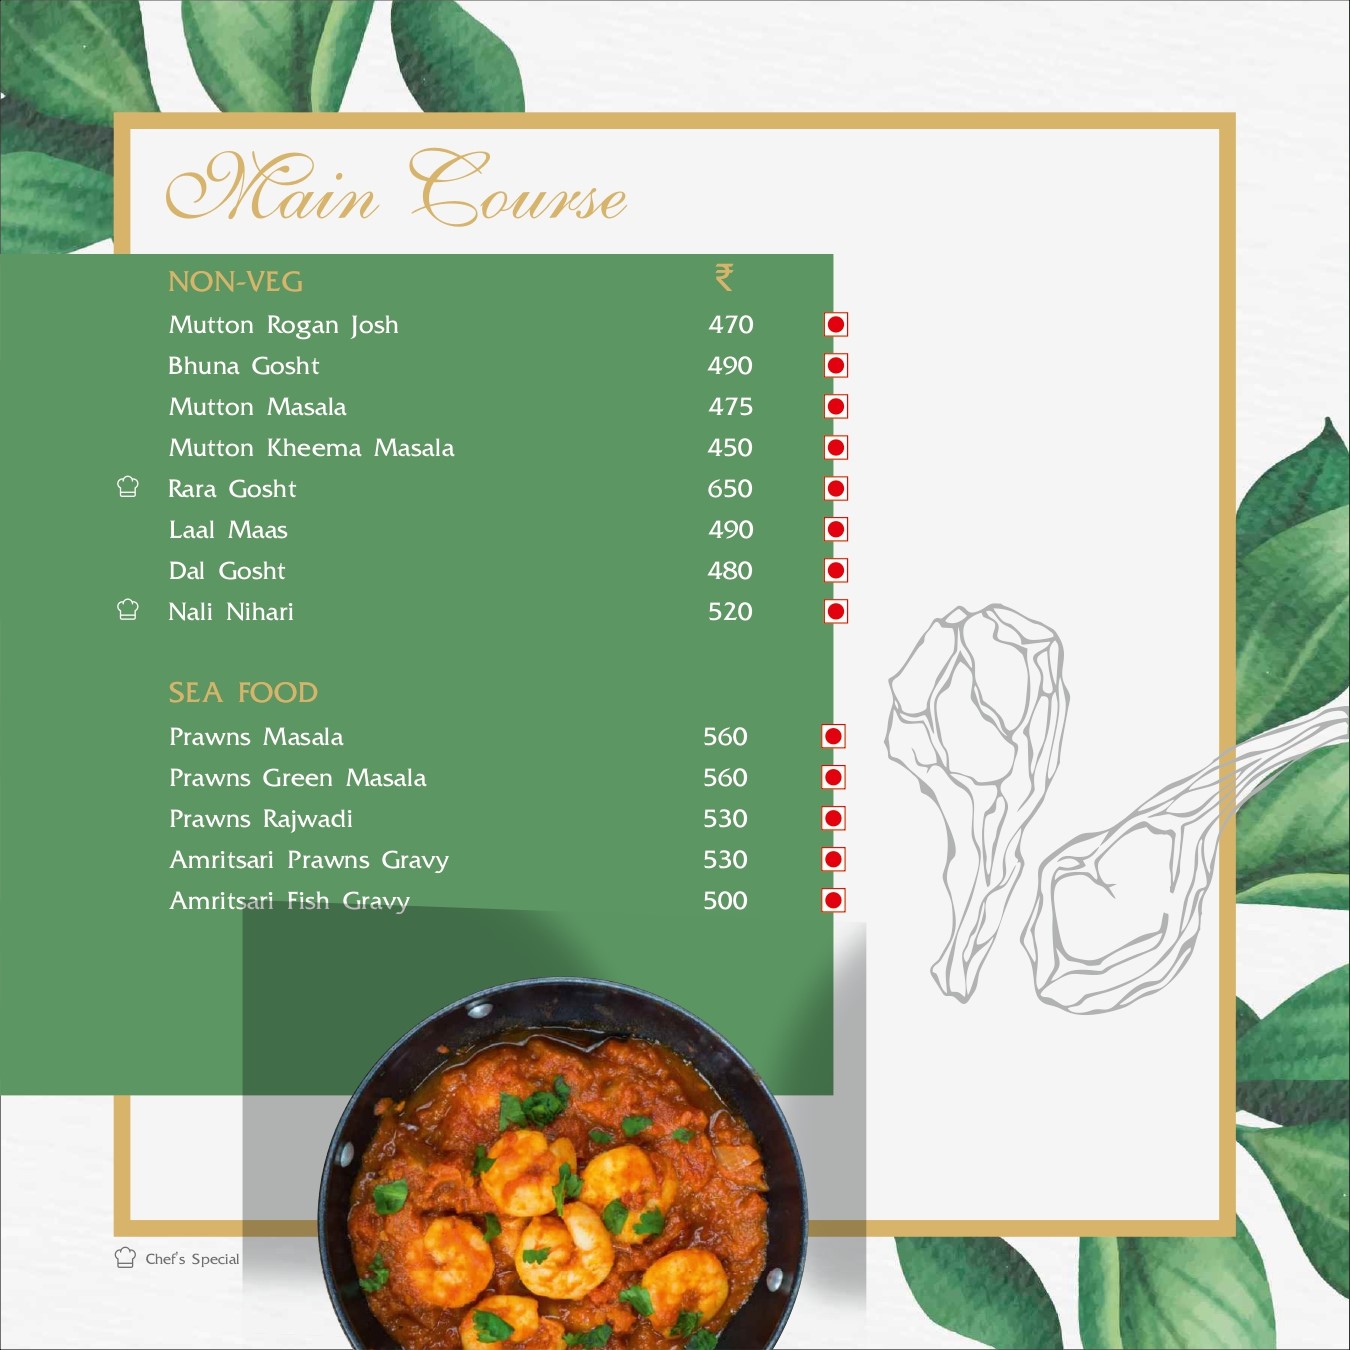 Main Course
NON-VEG ₹
Mutton Rogan Josh 470
Bhuna Gosht 490
Mutton Masala 475
Mutton Kheema Masala 450
Rara Gosht 650
Laal Maas 490
Dal Gosht 480
Nali Nihari 520
SEA FOOD
Prawns Masala 560
Prawns Green Masala 560
Prawns Rajwadi 530
Amritsari Prawns Gravy 530
Amritsari Fish Gravy 500
Chef's Special